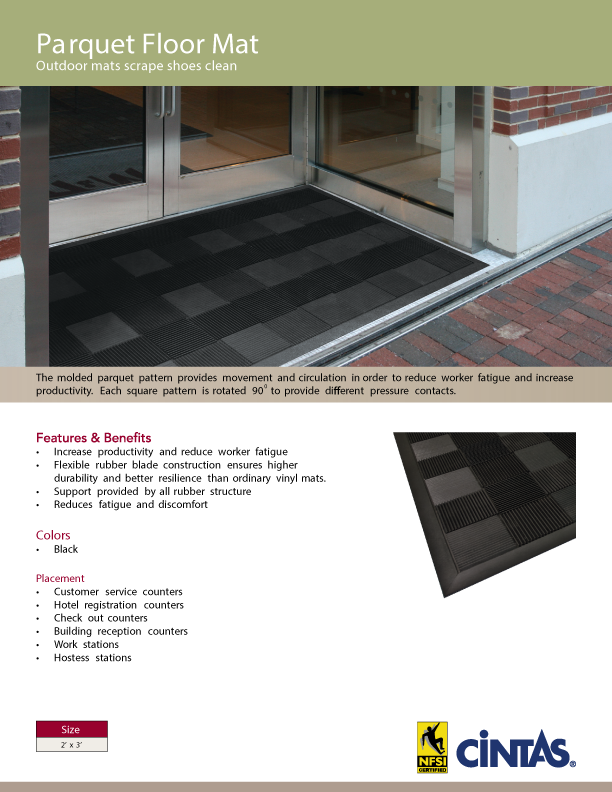 Parquet Floor Mat
Outdoor mats scrape shoes clean
The molded parquet pattern provides movement and circulation in order to reduce worker fatigue and increase
productivity. Each square pattern is rotated 90° to provide different pressure contacts.
Features & Benefits
• Increase productivity and reduce worker fatigue
• Flexible rubber blade construction ensures higher
durability and better resilience than ordinary vinyl mats.
• Support provided by all rubber structure
• Reduces fatigue and discomfort
Colors
• Black
Placement
• Customer service counters
• Hotel registration counters
• Check out counters
• Building reception counters
• Work stations
• Hostess stations
Size
2' x 3'
NFSI
CERTIFIED
CINTAS®